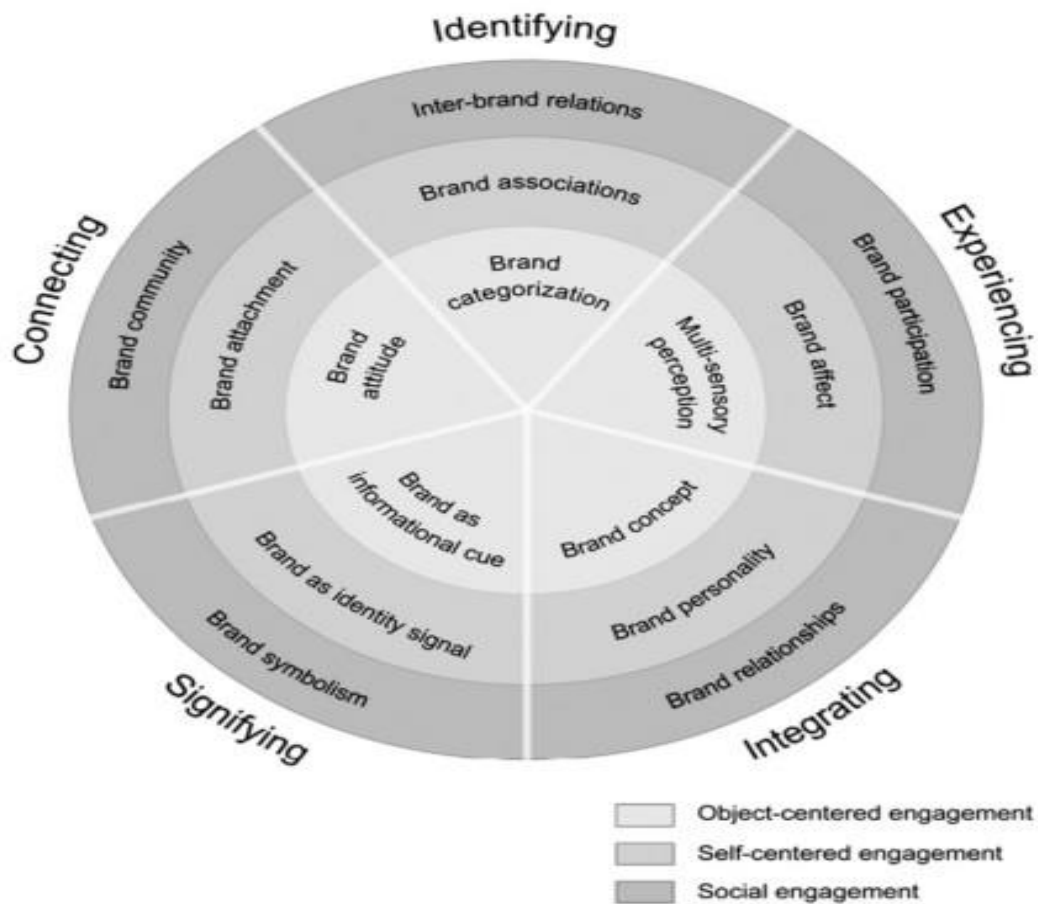 Identifying
Inter-brand relations
Brand associations
Brand
categorization
Experiencing
Brand participation
Brand affect
Multi-sensory
perception
Integrating
Brand relationships
Brand personality
Brand concept
Signifying
Brand symbolism
Brand as identity signal
Brand as
informational cue
Connecting
Brand community
Brand attachment
Brand
attitude
Object-centered engagement
Self-centered engagement
Social engagement